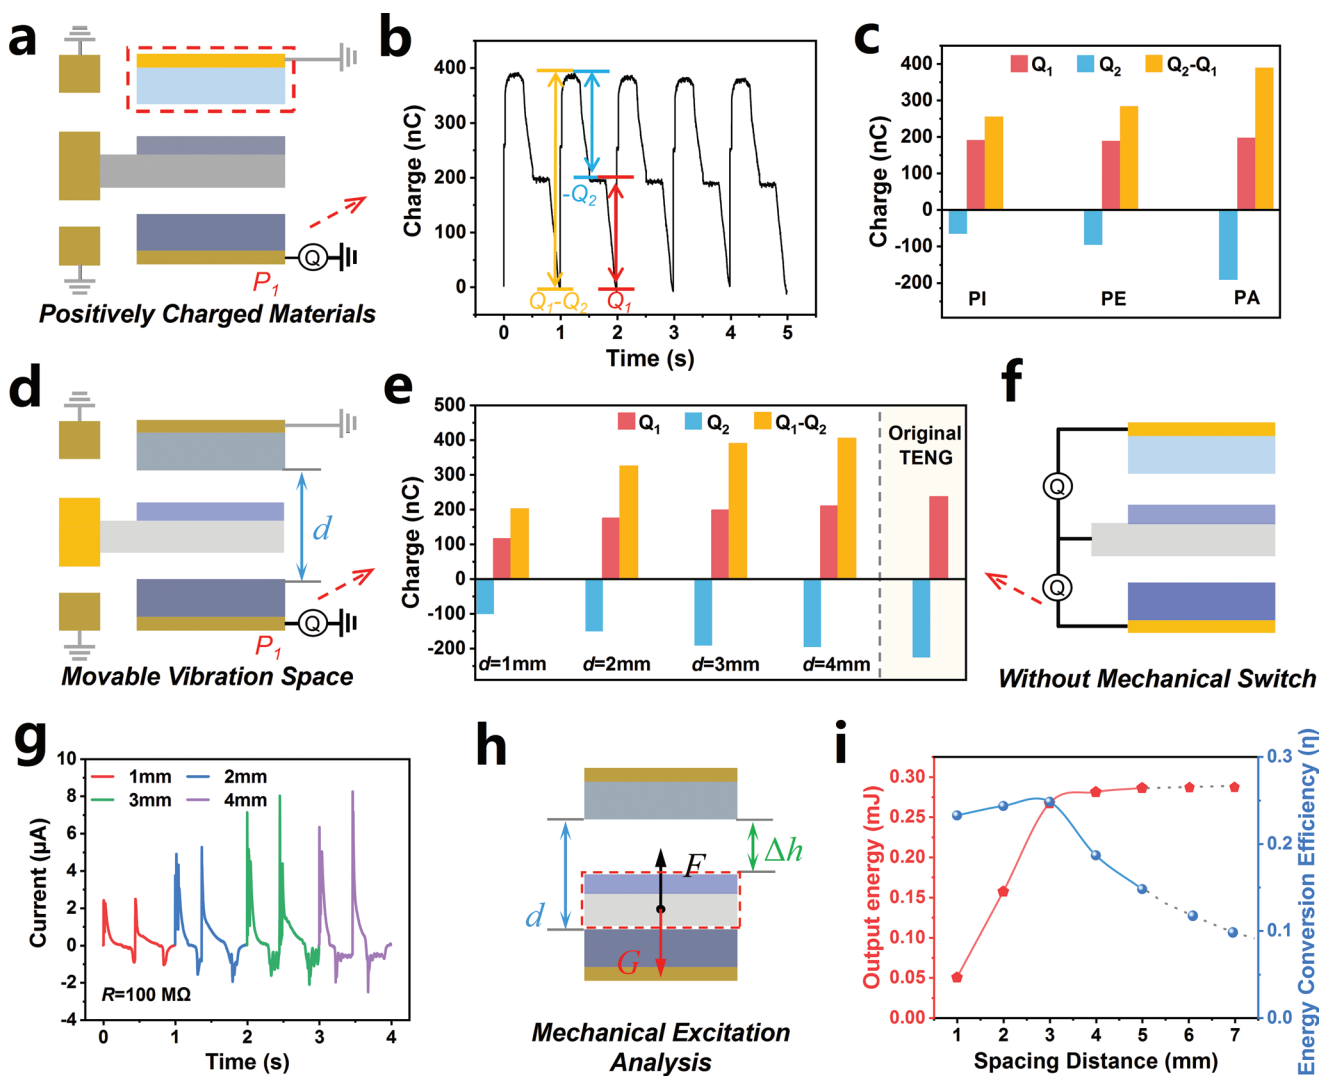 a
Q
P1
Positively Charged Materials
b
Charge (nC)
400
300
200
100
0
-Q2
Q1-Q2
Q1
0 1 2 3 4 5
Time (s)
c
Charge (nC)
Q1 Q2 Q2-Q1
400
300
200
100
0
-100
-200
PI PE PA
d
d
Q
P1
Movable Vibration Space
e
Charge (nC)
Q1 Q2 Q1-Q2
Original
TENG
500
400
300
200
100
0
-100
-200
d=1mm d=2mm d=3mm d=4mm
f
Q
Q
Without Mechanical Switch
g
Current (μA)
1mm 2mm
3mm 4mm
10
8
6
4
2
0
-2
-4
R=100 MΩ
0 1 2 3 4
Time (s)
h
Δh
F
d
G
Mechanical Excitation
Analysis
i
Output energy (mJ)
0.30
0.25
0.20
0.15
0.10
0.05
0.00
Energy Conversion Efficiency (η)
0.3
0.2
0.1
0.0
1 2 3 4 5 6 7
Spacing Distance (mm)